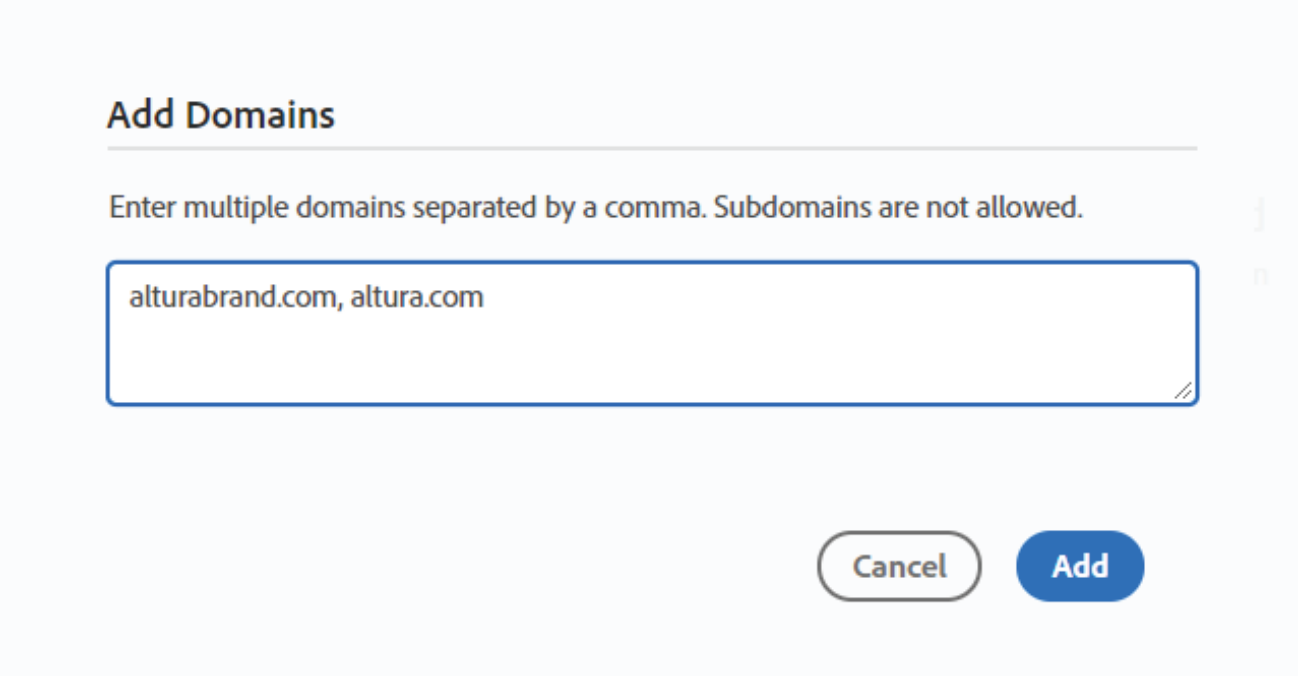 Add Domains
Enter multiple domains separated by a comma. Subdomains are not allowed.
alturabrand.com, altura.com
Cancel
Add